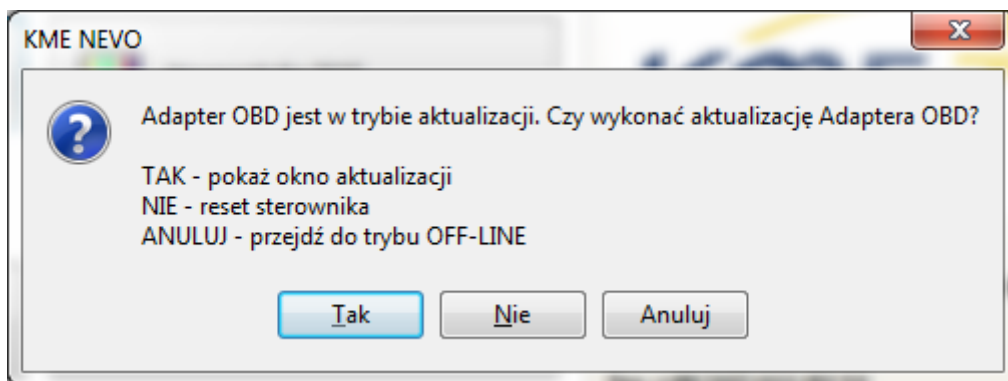 KME NEVO
Adapter OBD jest w trybie aktualizacji. Czy wykonać aktualizację Adaptera OBD?
TAK - pokaż okno aktualizacji
NIE - reset sterownika
ANULUJ - przejdź do trybu OFF-LINE
Tak
Nie
Anuluj